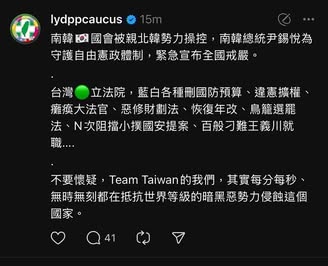 lydppcaucus 15m
南韓🇰🇷國會被親北韓勢力操控，南韓總統尹錫悅為
守護自由憲政體制，緊急宣布全國戒嚴。
.
台灣🟢立法院，藍白各種刪國防預算、違憲擴權、
癱瘓大法官、惡修財劃法、恢復年改、鳥籠選罷
法、N次阻擋小撲國安提案、百般刁難王義川就
職....
.
不要懷疑，Team Taiwan的我們，其實每分每秒、
無時無刻都在抵抗世界等級的暗黑惡勢力侵蝕這個
國家。
41